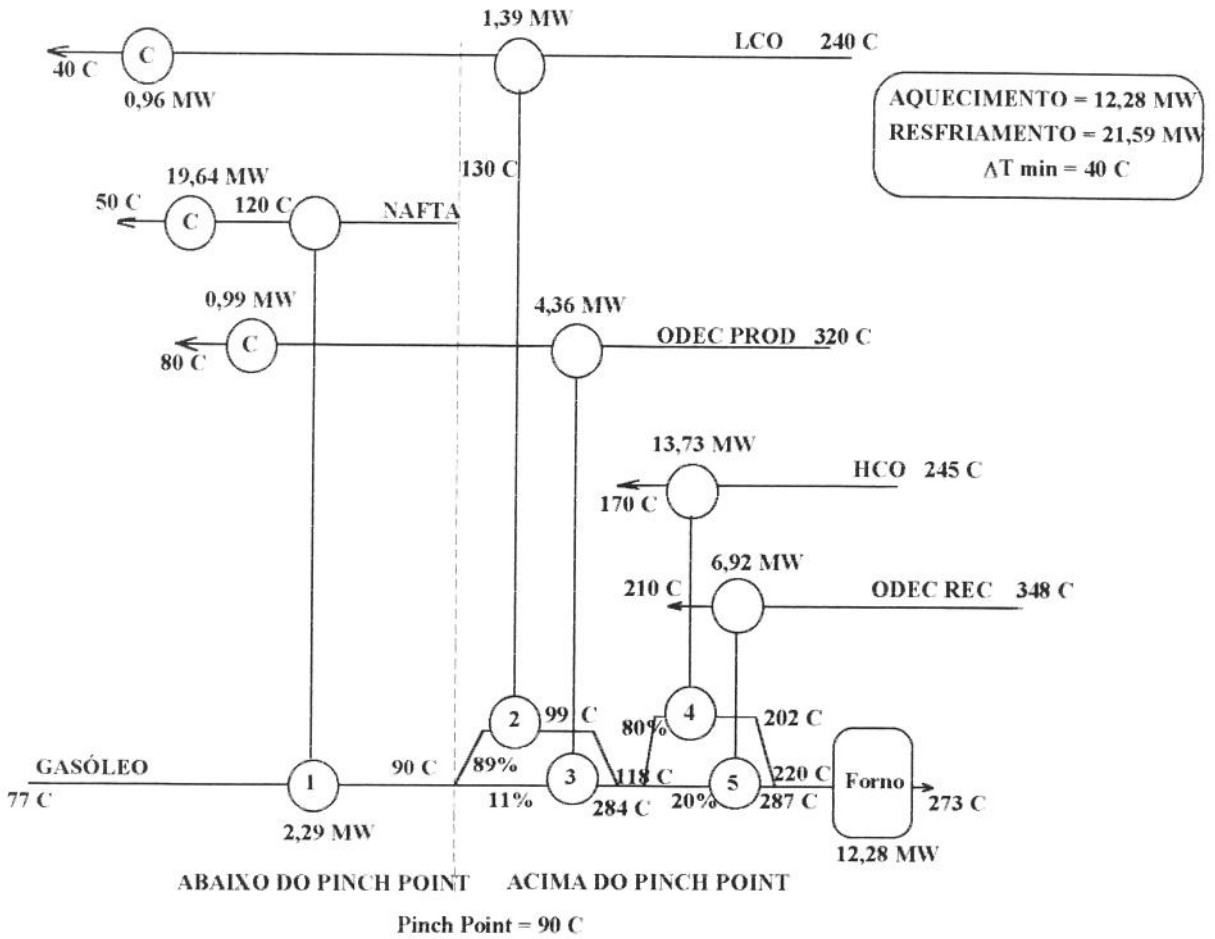 1,39 MW
LCO 240 C
C
40 C
0,96 MW
AQUECIMENTO = 12,28 MW
RESFRIAMENTO = 21,59 MW
ΔT min = 40 C
130 C
19,64 MW
50 C
C
120 C
NAFTA
0,99 MW
4,36 MW
C
80 C
ODEC PROD 320 C
13,73 MW
HCO 245 C
170 C
6,92 MW
210 C
ODEC REC 348 C
2
99 C
4
80%
202 C
GASÓLEO
77 C
1
90 C
89%
11%
3
118 C
284 C
20%
5
220 C
287 C
Forno
273 C
2,29 MW
12,28 MW
ABAIXO DO PINCH POINT
ACIMA DO PINCH POINT
Pinch Point = 90 C